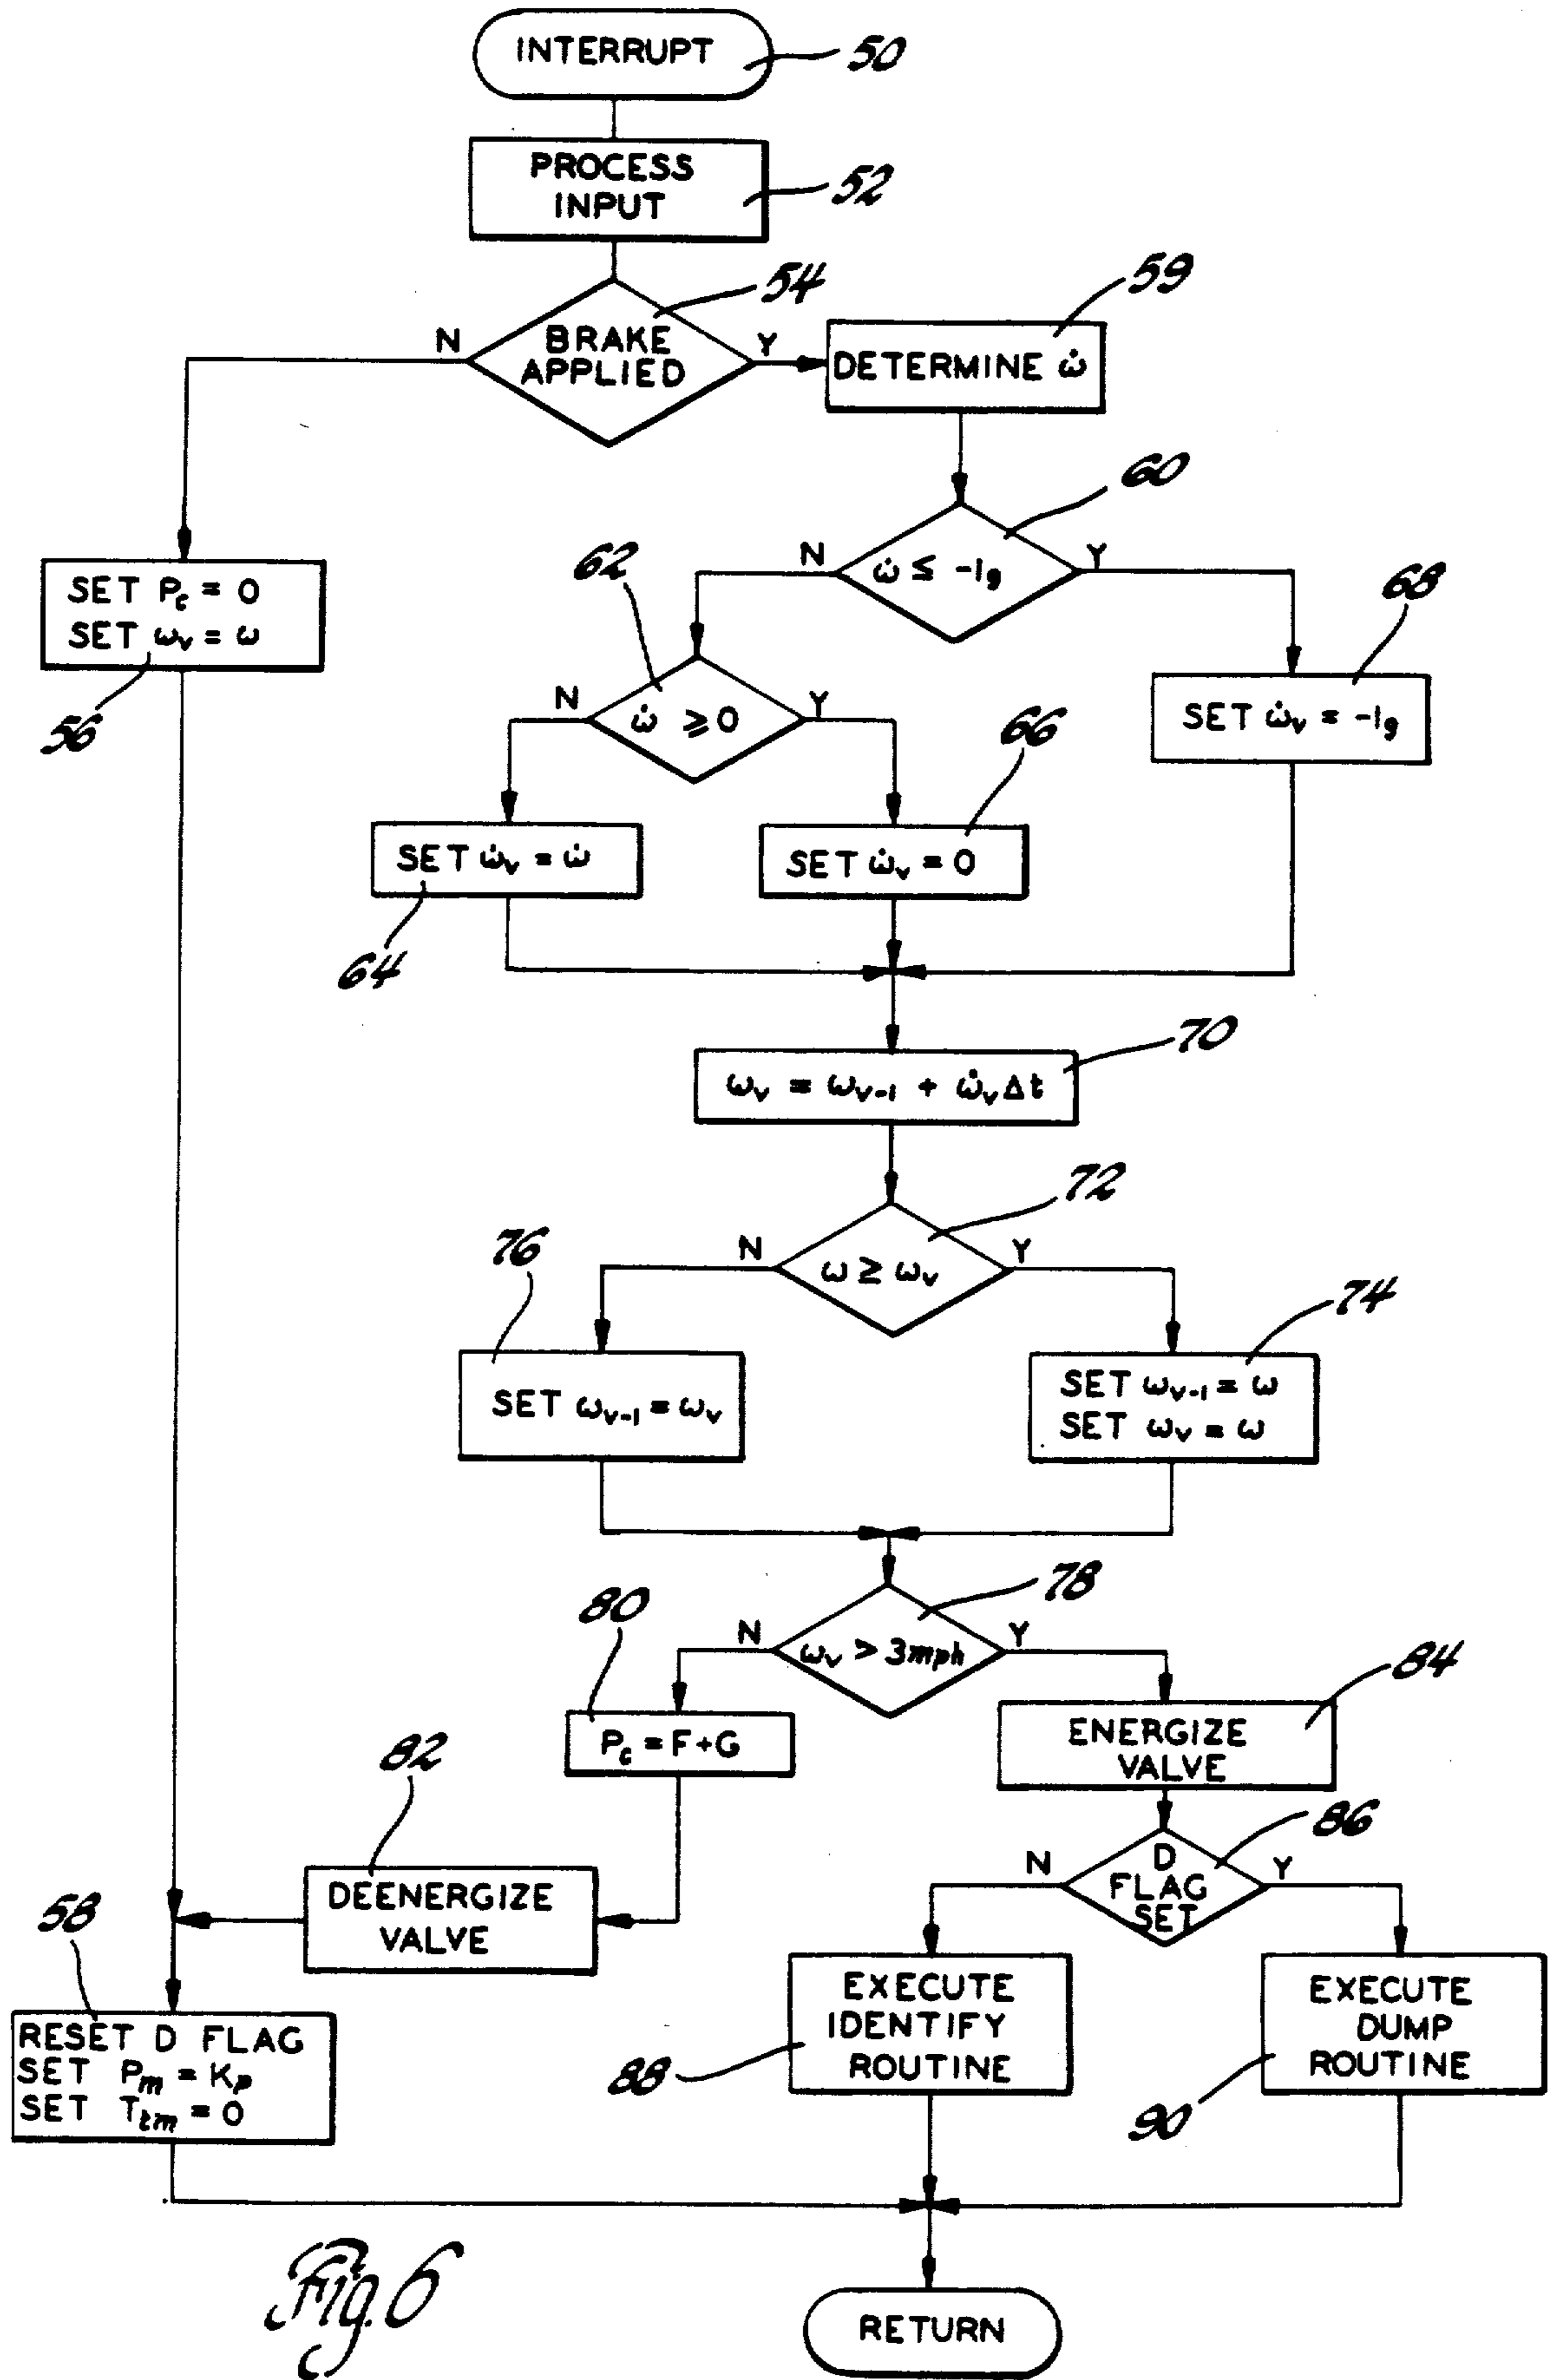 INTERRUPT
50
PROCESS
INPUT
52
54
59
N
BRAKE
APPLIED
Y
DETERMINE ω̇
60
N
ω̇ ≤ -1g
Y
62
68
SET Pc = 0
SET ωv = ω
56
N
ω̇ ≥ 0
Y
SET ω̇v = -1g
66
SET ω̇v = ω̇
SET ω̇v = 0
64
70
ωv = ωv-1 + ω̇vΔt
72
76
N
ω ≥ ωv
Y
74
SET ωv-1 = ωv
SET ωv-1 = ω
SET ωv = ω
78
80
N
ωv > 3mph
Y
84
Pc = F+G
ENERGIZE
VALVE
82
86
N
D
FLAG
SET
Y
DEENERGIZE
VALVE
58
RESET D FLAG
SET Pm = Kp
SET Ttm = 0
EXECUTE
IDENTIFY
ROUTINE
88
EXECUTE
DUMP
ROUTINE
90
Fig. 6
RETURN